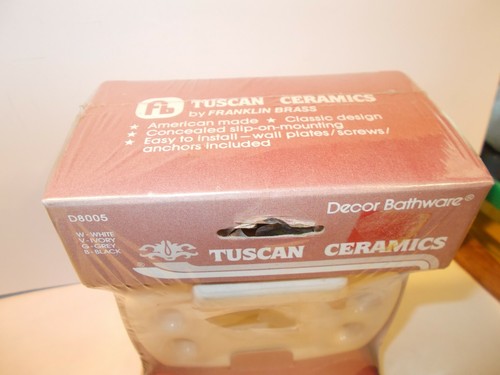 fb TUSCAN CERAMICS
by FRANKLIN BRASS
★ American made ★ Classic design
★ Concealed slip-on-mounting
★ Easy to install—wall plates/screws/
anchors included
D8005
Decor Bathware®
W-WHITE
V-IVORY
G-GREY
B-BLACK
TUSCAN CERAMICS